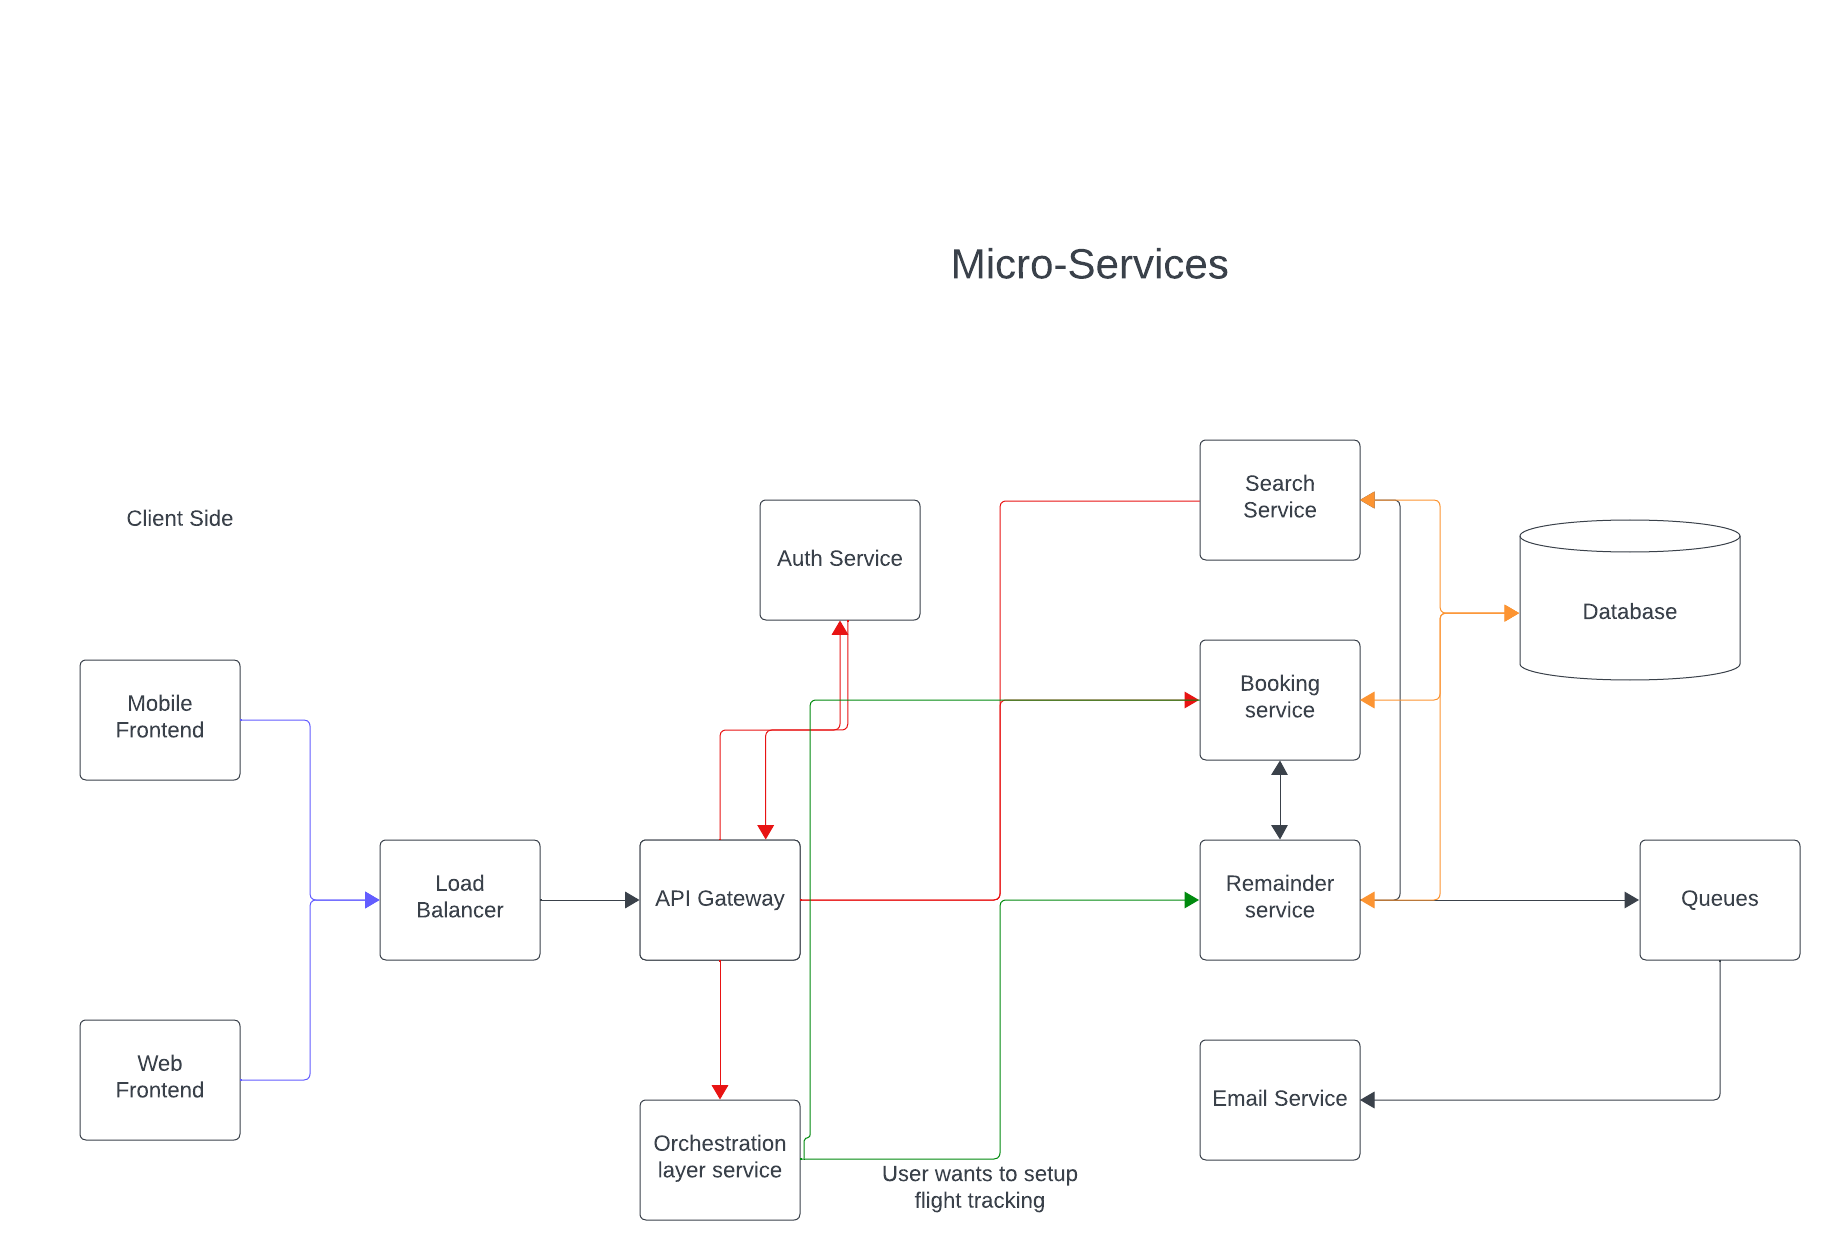 Micro-Services
Client Side
Mobile
Frontend
Web
Frontend
Load
Balancer
API Gateway
Auth Service
Orchestration
layer service
User wants to setup
flight tracking
Search
Service
Booking
service
Remainder
service
Email Service
Database
Queues